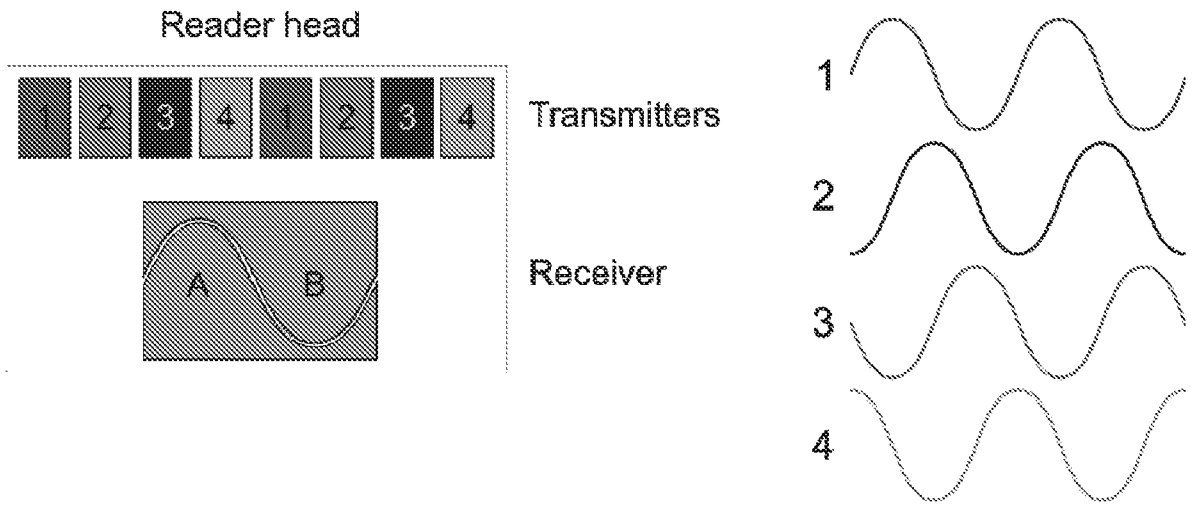 Reader head
1 2 3 4 1 2 3 4
Transmitters
A B
Receiver
1
2
3
4